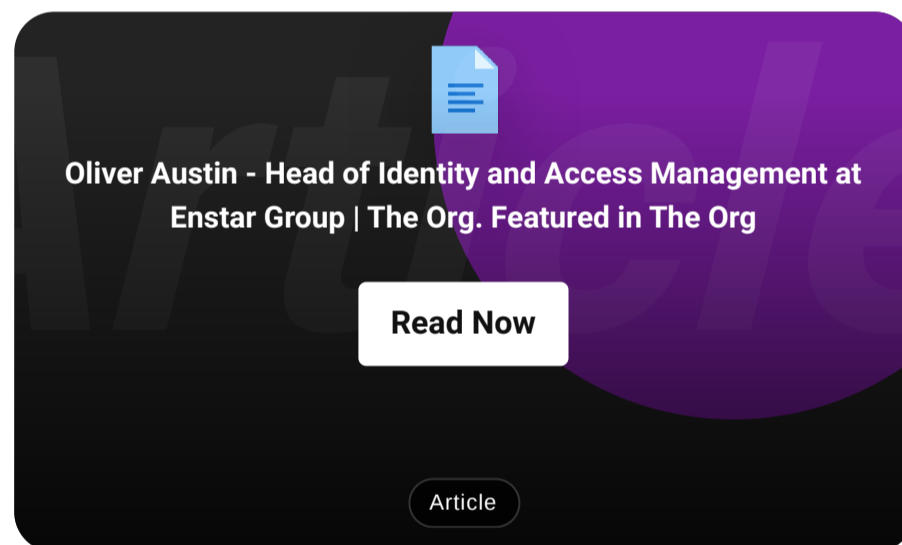 Article
Oliver Austin - Head of Identity and Access Management at
Enstar Group | The Org. Featured in The Org
Read Now
Article